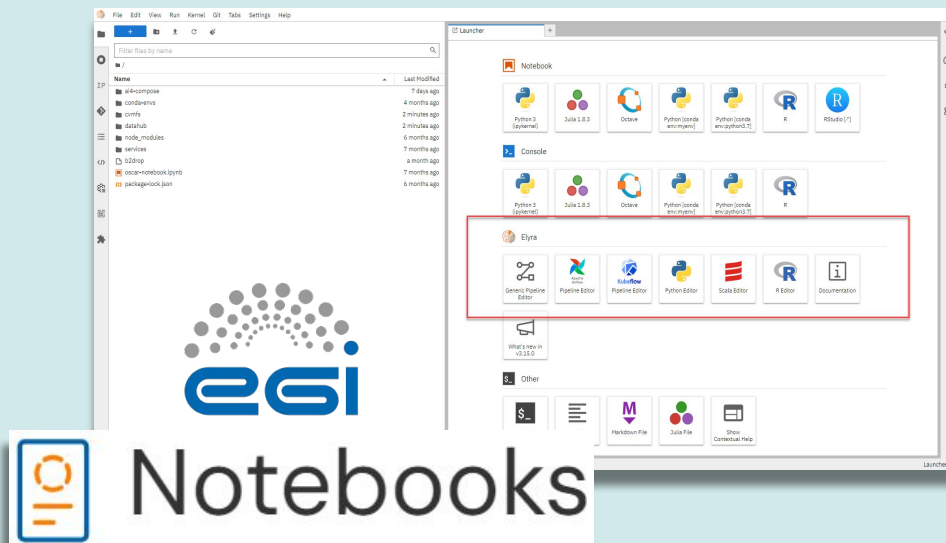 File Edit View Run Kernel Git Tabs Settings Help
+
Filter files by name
/
Name Last Modified
ai4-compose 7 days ago
conda-envs 4 months ago
cvmfs 2 minutes ago
datahub 2 minutes ago
node_modules 6 months ago
services 7 months ago
b2drop a month ago
oscar-notebook.ipynb 7 months ago
package-lock.json 6 months ago
Launcher +
Notebook
Python 3 (ipykernel)
Julia 1.8.3
Octave
Python [conda env:myenv]
Python [conda env:python3.7]
R
RStudio [↗]
Console
Python 3 (ipykernel)
Julia 1.8.3
Octave
Python [conda env:myenv]
Python [conda env:python3.7]
R
Elyra
Generic Pipeline Editor
Apache Airflow
Pipeline Editor
Kubeflow
Pipeline Editor
Python Editor
Scala Editor
R Editor
Documentation
What's new in v3.15.0
$_ Other
$_
Markdown File
Julia File
Show Contextual Help
Launcher
egi
Notebooks